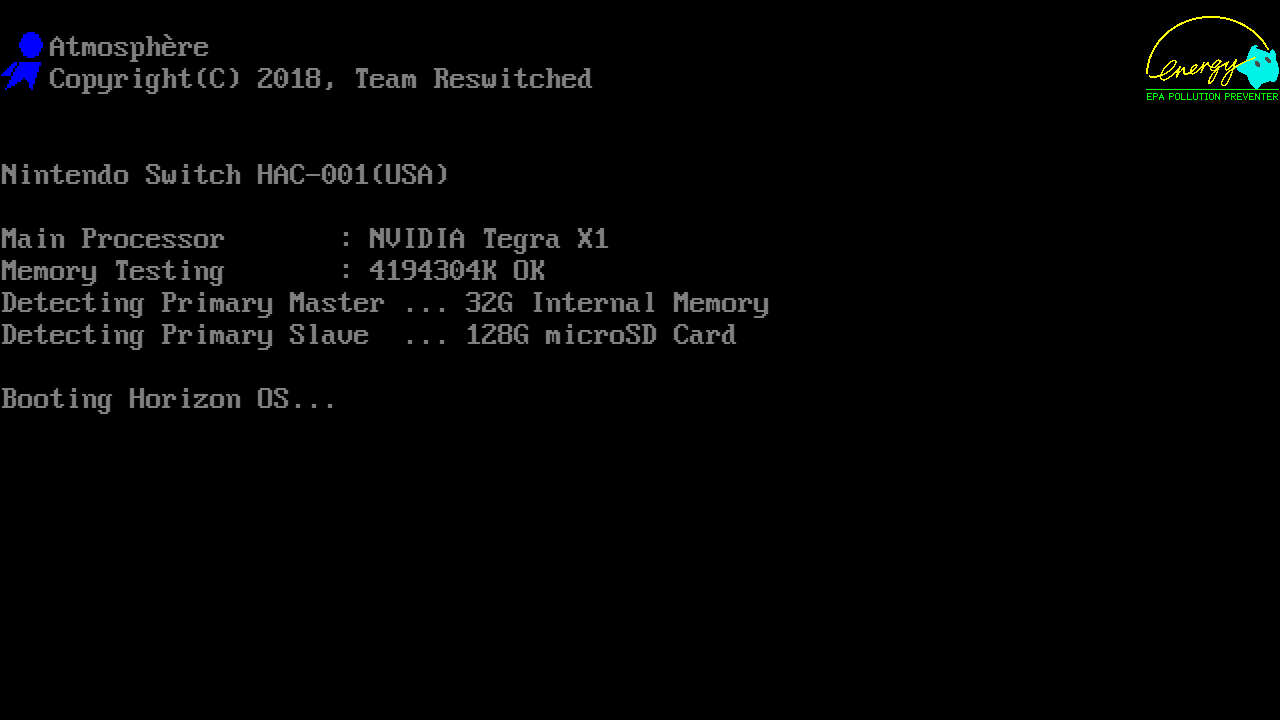 Atmosphère
Copyright(C) 2018, Team Reswitched
energy
EPA POLLUTION PREVENTER
Nintendo Switch HAC-001(USA)
Main Processor : NVIDIA Tegra X1
Memory Testing : 4194304K OK
Detecting Primary Master ... 32G Internal Memory
Detecting Primary Slave ... 128G microSD Card
Booting Horizon OS...